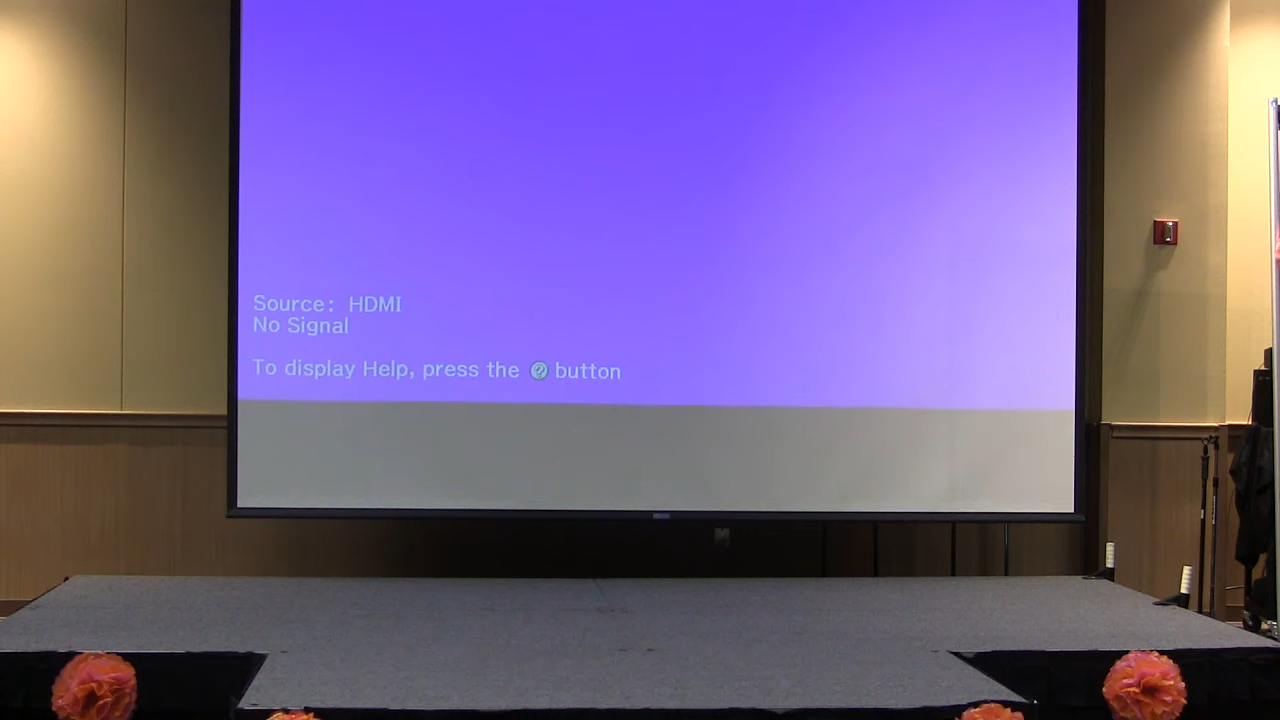 Source: HDMI
No Signal
To display Help, press the ? button